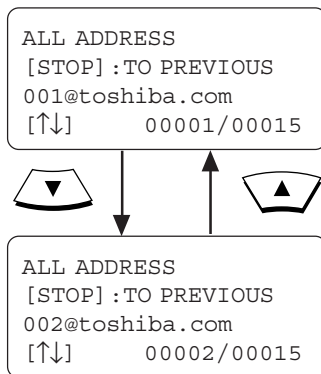 ALL ADDRESS
[STOP]:TO PREVIOUS
001@toshiba.com
[↑↓] 00001/00015
ALL ADDRESS
[STOP]:TO PREVIOUS
002@toshiba.com
[↑↓] 00002/00015